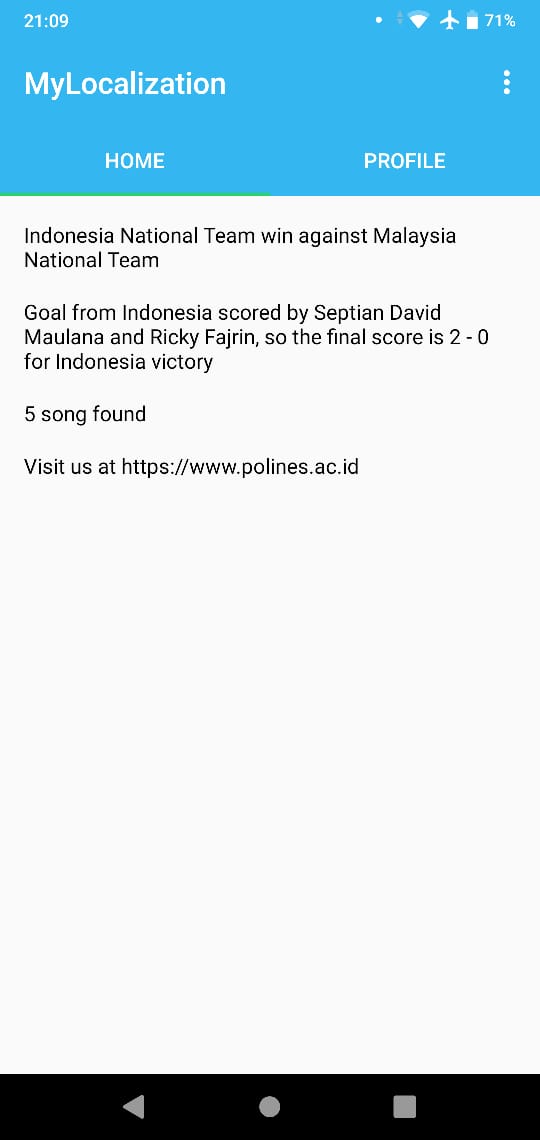 21:09
71%
MyLocalization
HOME
PROFILE
Indonesia National Team win against Malaysia
National Team
Goal from Indonesia scored by Septian David
Maulana and Ricky Fajrin, so the final score is 2 - 0
for Indonesia victory
5 song found
Visit us at https://www.polines.ac.id